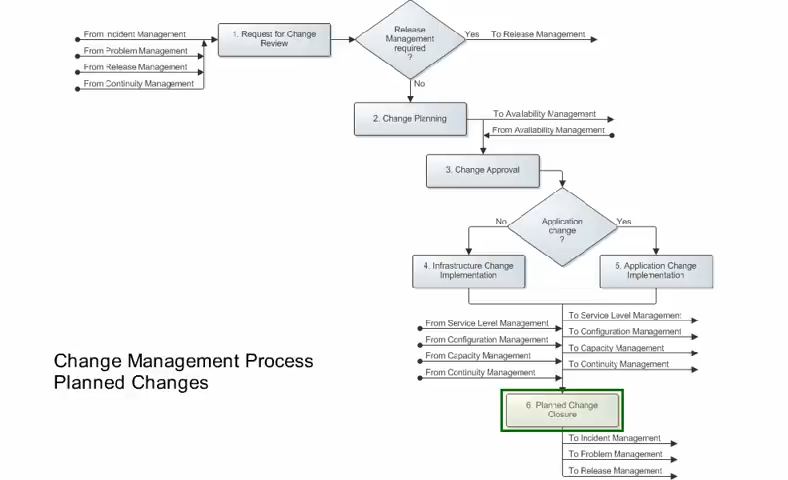 From Incident Management
From Problem Management
From Release Management
From Continuity Management
1. Request for Change
Review
Release
Management
required
?
Yes
To Release Management
No
2. Change Planning
To Availability Management
From Availability Management
3. Change Approval
Application
change
?
No
Yes
4. Infrastructure Change
Implementation
5. Application Change
Implementation
From Service Level Management
From Configuration Management
From Capacity Management
From Continuity Management
To Service Level Management
To Configuration Management
To Capacity Management
To Continuity Management
Change Management Process
Planned Changes
6. Planned Change
Closure
To Incident Management
To Problem Management
To Release Management